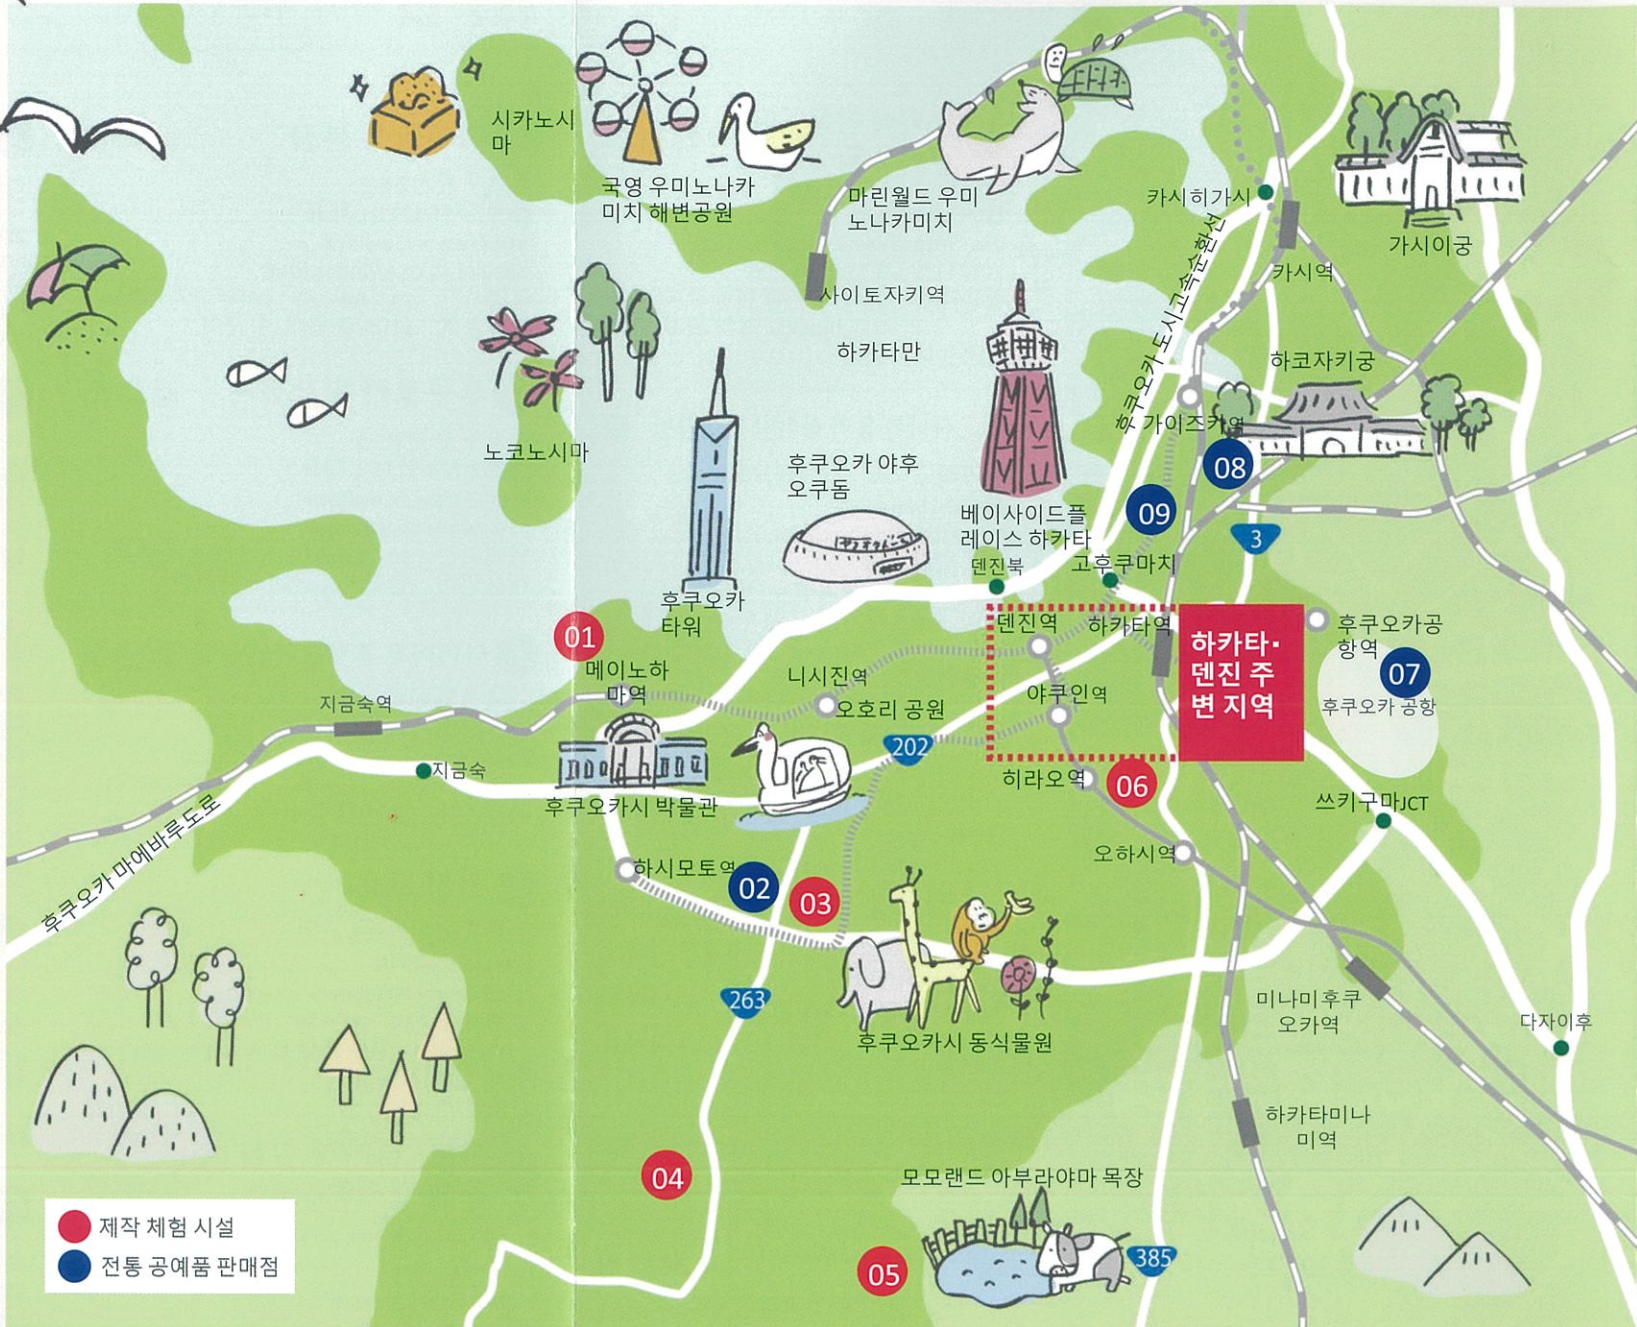 시카노시
마
국영 우미노나카
미치 해변공원
마린월드 우미
노나카미치
카시히가시
가시이궁
카시역
사이토자키역
하카타만
후쿠오카 도시고속순환선
하코자키궁
가이즈카역
노코노시마
후쿠오카 야후
오쿠돔
08
베이사이드플
레이스 하카타
09
3
덴진북
고후쿠마치
후쿠오카
타워
01
덴진역
하카타역
하카타·
덴진 주
변 지역
후쿠오카공
항역
07
후쿠오카 공항
메이노하
마역
니시진역
오호리 공원
야쿠인역
지금숙역
202
지금숙
히라오역
06
쓰키구마JCT
후쿠오카시 박물관
후쿠오카 마에바루도로
오하시역
하시모토역
02
03
263
후쿠오카시 동식물원
미나미후쿠
오카역
다자이후
하카타미나
미역
04
모모랜드 아부라야마 목장
05
385
제작 체험 시설
전통 공예품 판매점